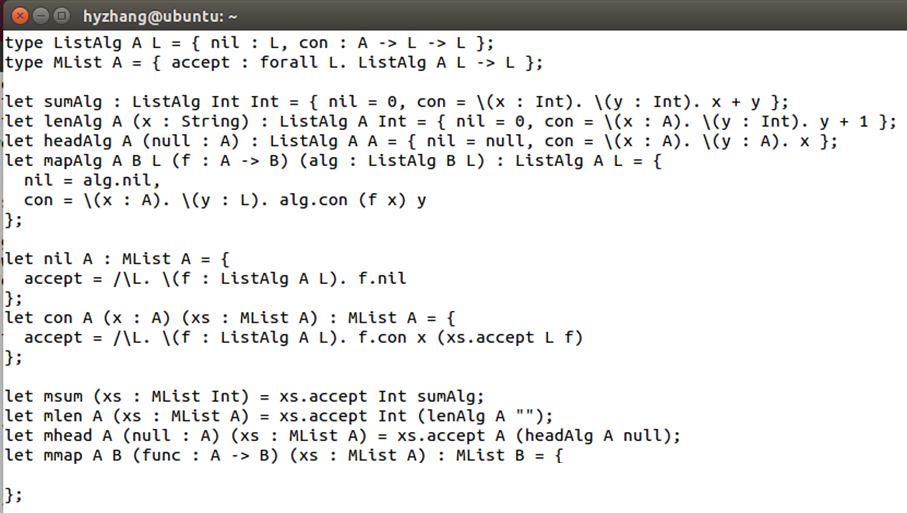 hyzhang@ubuntu: ~
type ListAlg A L = { nil : L, con : A -> L -> L };
type MList A = { accept : forall L. ListAlg A L -> L };
let sumAlg : ListAlg Int Int = { nil = 0, con = \(x : Int). \(y : Int). x + y };
let lenAlg A (x : String) : ListAlg A Int = { nil = 0, con = \(x : A). \(y : Int). y + 1 };
let headAlg A (null : A) : ListAlg A A = { nil = null, con = \(x : A). \(y : A). x };
let mapAlg A B L (f : A -> B) (alg : ListAlg B L) : ListAlg A L = {
  nil = alg.nil,
  con = \(x : A). \(y : L). alg.con (f x) y
};
let nil A : MList A = {
  accept = /\L. \(f : ListAlg A L). f.nil
};
let con A (x : A) (xs : MList A) : MList A = {
  accept = /\L. \(f : ListAlg A L). f.con x (xs.accept L f)
};
let msum (xs : MList Int) = xs.accept Int sumAlg;
let mlen A (xs : MList A) = xs.accept Int (lenAlg A "");
let mhead A (null : A) (xs : MList A) = xs.accept A (headAlg A null);
let mmap A B (func : A -> B) (xs : MList A) : MList B = {
};